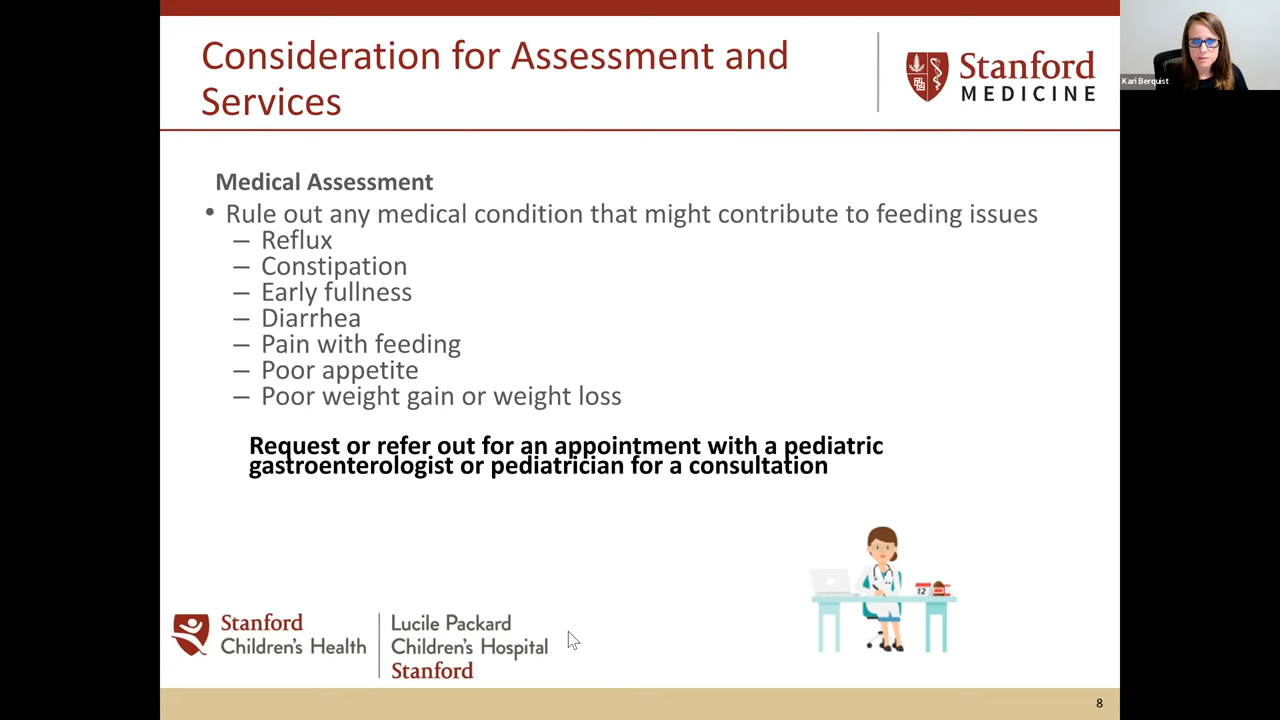 Consideration for Assessment and
Services
Stanford
MEDICINE
Kari Berquist
Medical Assessment
• Rule out any medical condition that might contribute to feeding issues
– Reflux
– Constipation
– Early fullness
– Diarrhea
– Pain with feeding
– Poor appetite
– Poor weight gain or weight loss
Request or refer out for an appointment with a pediatric
gastroenterologist or pediatrician for a consultation
12
Stanford
Children's Health
Lucile Packard
Children's Hospital
Stanford
8